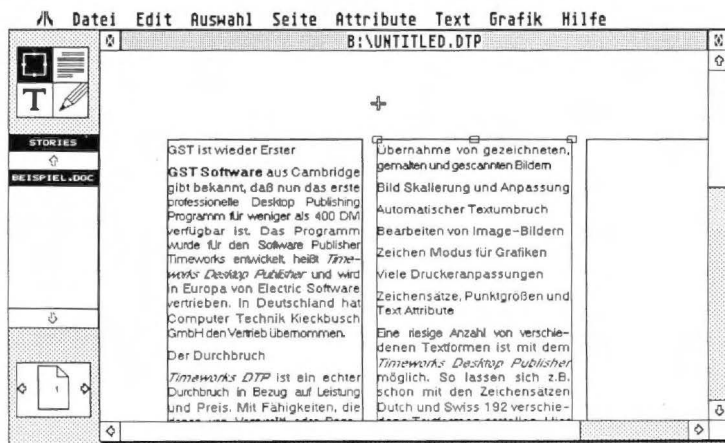 Datei Edit Auswahl Seite Attribute Text Grafik Hilfe
B:\UNTITLED.DTP
T
STORIES
BEISPIEL.DOC
1
GST ist wieder Erster
GST Software aus Cambridge
gibt bekannt, daß nun das erste
professionelle Desktop Publishing
Programm für weniger als 400 DM
verfügbar ist. Das Programm
wurde für den Software Publisher
Timeworks entwickelt, heißt Time-
works Desktop Publisher und wird
in Europa von Electric Software
vertrieben. In Deutschland hat
Computer Technik Kieckbusch
GmbH den Vertrieb übernommen.
Der Durchbruch
Timeworks DTP ist ein echter
Durchbruch in Bezug auf Leistung
und Preis. Mit Fähigkeiten, die
Übernahme von gezeichneten,
gemalten und gescannten Bildern
Bild Skalierung und Anpassung
Automatischer Textumbruch
Bearbeiten von Image-Bildern
Zeichen Modus für Grafiken
Viele Druckeranpassungen
Zeichensätze, Punktgrößen und
Text Attribute
Eine riesige Anzahl von verschie-
denen Textformen ist mit dem
Timeworks Desktop Publisher
möglich. So lassen sich z.B.
schon mit den Zeichensätzen
Dutch und Swiss 192 verschie-